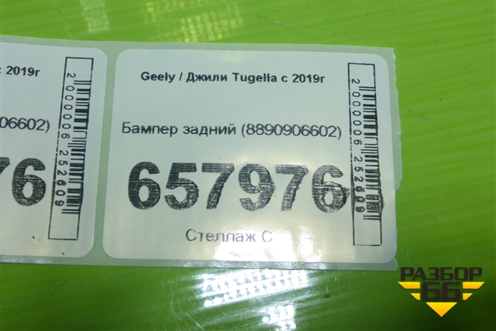 с 2019г
06602)
76
2000006252609
Geely / Джили Tugella с 2019г
Бампер задний (8890906602)
657976
Стеллаж С
2000006252609
РАЗБОР
66